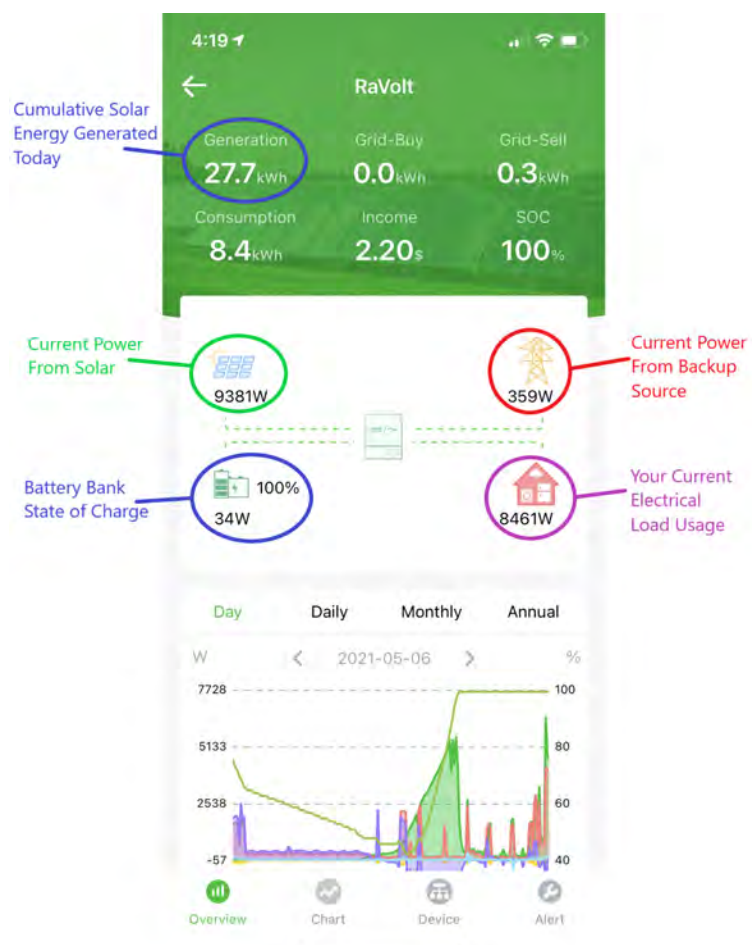 4:19
RaVolt
Cumulative Solar
Energy Generated
Today
Generation
Grid-Buy
Grid-Sell
27.7kWh
0.0kWh
0.3kWh
Consumption
Income
SOC
8.4kWh
2.20$
100%
Current Power
From Solar
9381W
359W
Current Power
From Backup
Source
Battery Bank
State of Charge
100%
34W
8461W
Your Current
Electrical
Load Usage
Day
Daily
Monthly
Annual
W
<
2021-05-06
>
%
7728
100
5133
80
2538
60
-57
40
Overview
Chart
Device
Alert